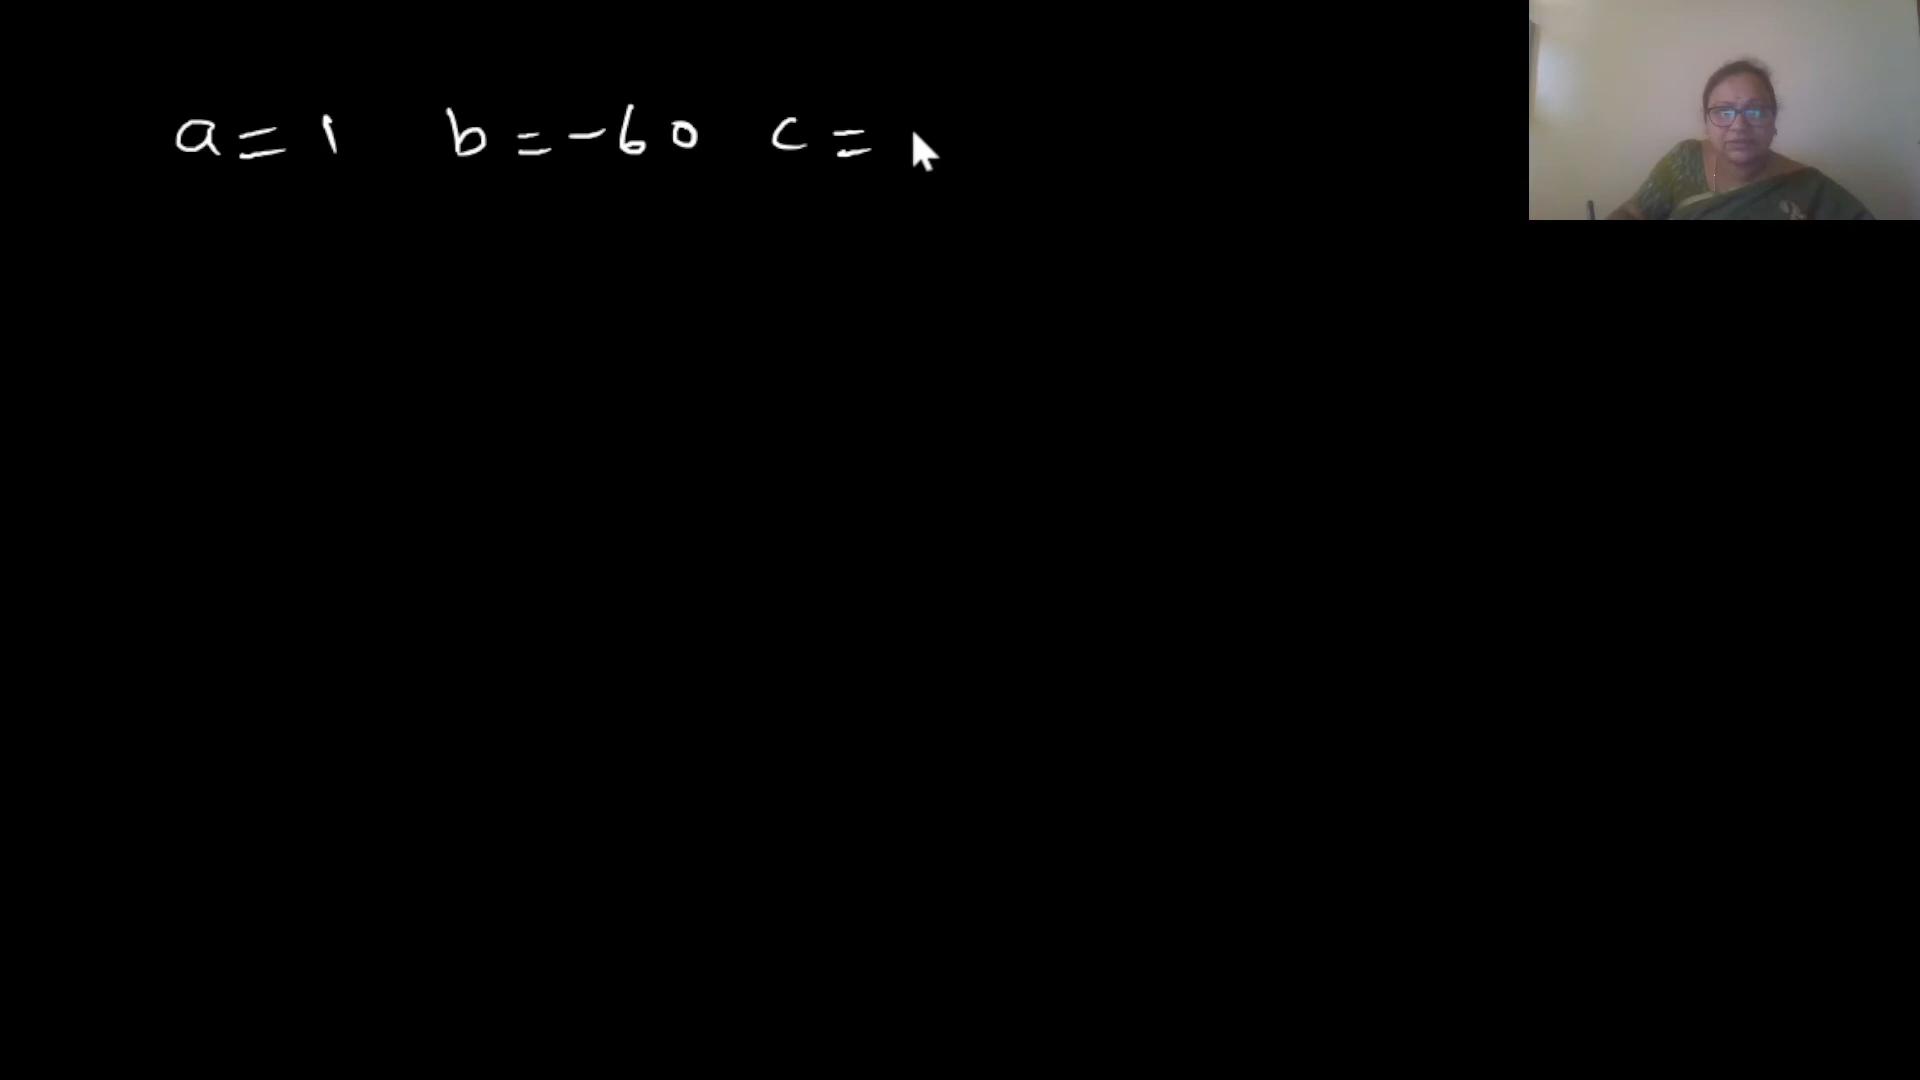 a = 1 b = -60 c =